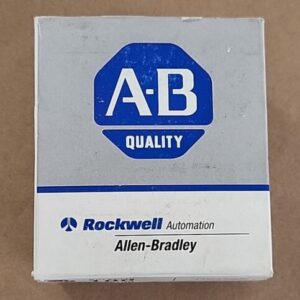 A-B
QUALITY
Rockwell Automation
Allen-Bradley